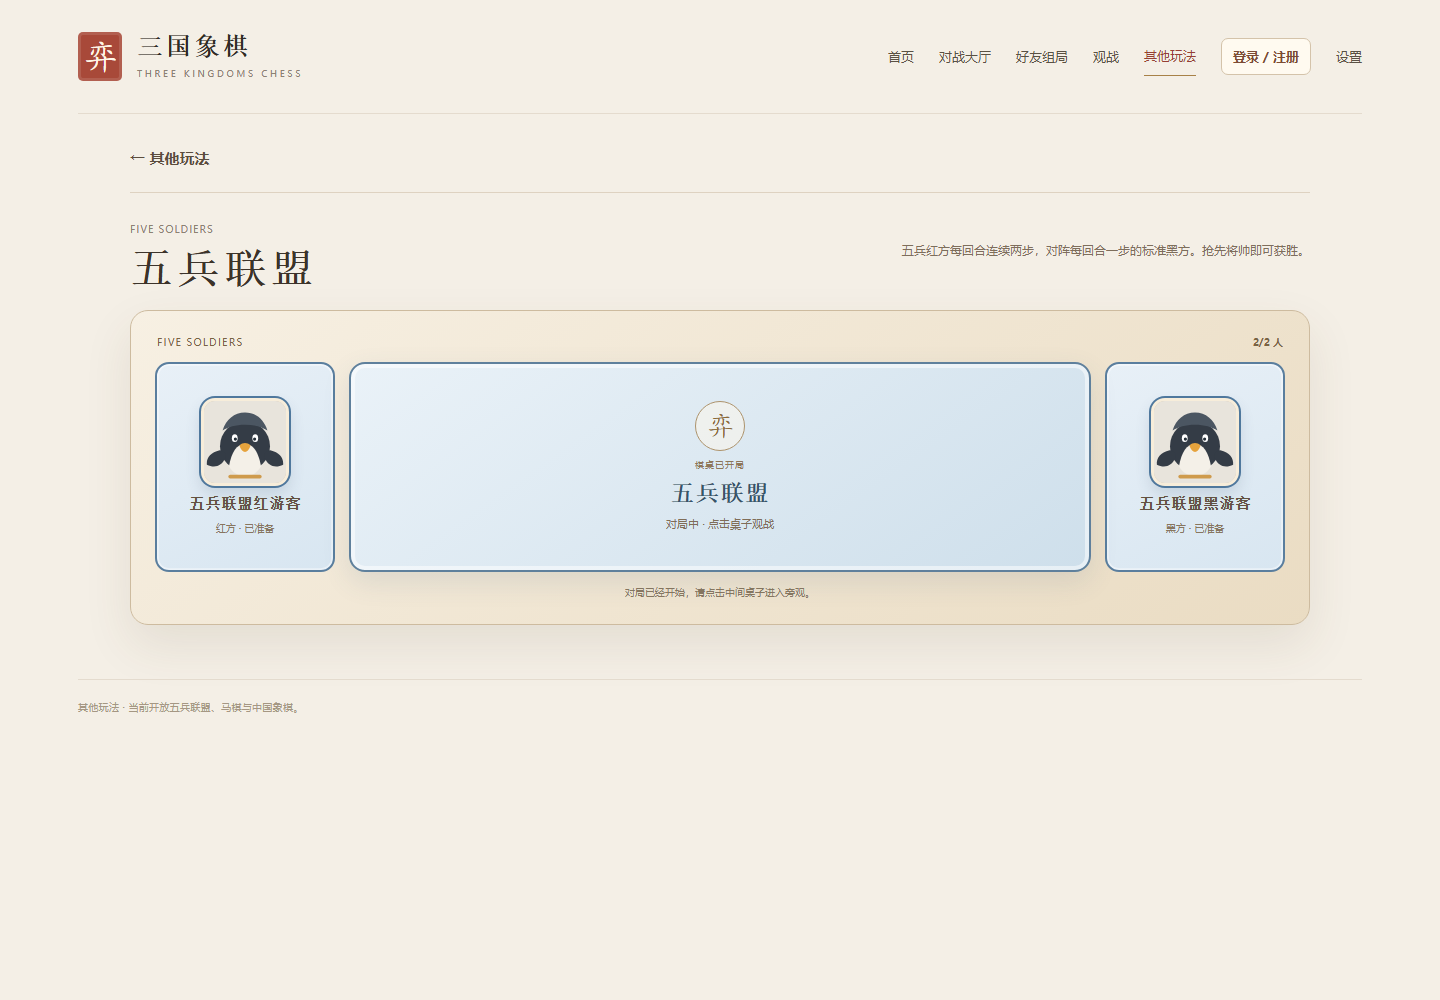 弈
三国象棋
THREE KINGDOMS CHESS
首页 对战大厅 好友组局 观战 其他玩法 登录 / 注册 设置
← 其他玩法
FIVE SOLDIERS
五兵联盟
五兵红方每回合连续两步，对阵每回合一步的标准黑方。抢先将帅即可获胜。
FIVE SOLDIERS
2/2 人
五兵联盟红游客
红方 · 已准备
弈
棋桌已开局
五兵联盟
对局中 · 点击桌子观战
五兵联盟黑游客
黑方 · 已准备
对局已经开始，请点击中间桌子进入旁观。
其他玩法 · 当前开放五兵联盟、马棋与中国象棋。